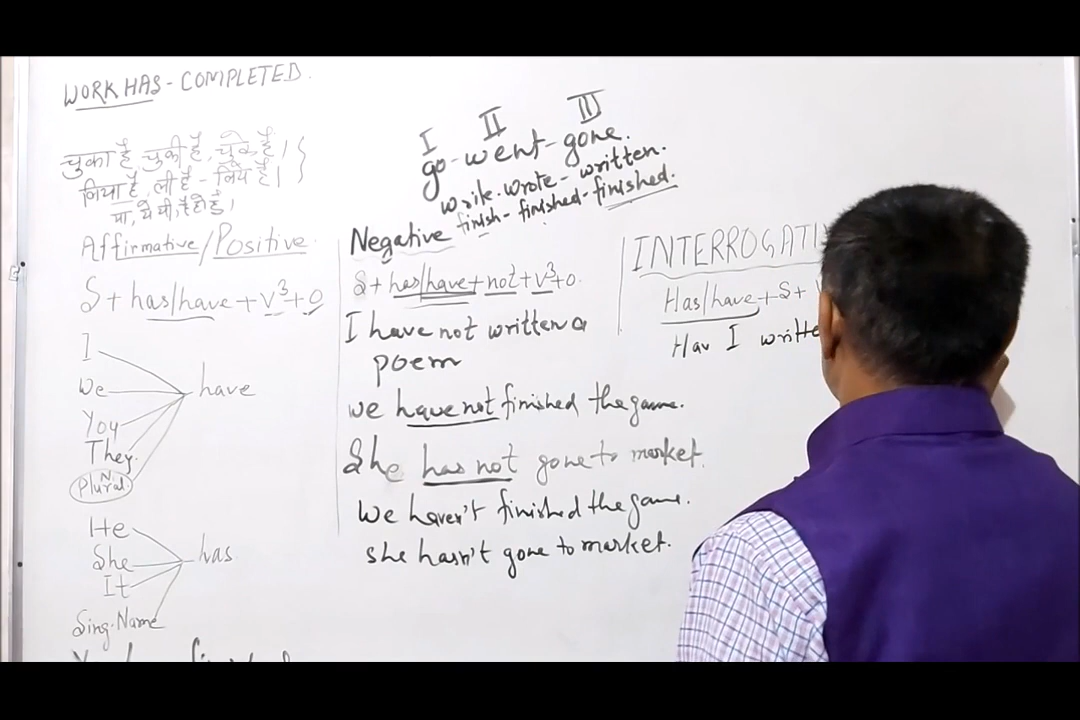 WORK HAS - COMPLETED.
चुका है, चुकी है, चुके हैं।
लिया है, ली है - लिये हैं।
Affirmative / Positive
S + has/have + V3 + O
I
We
You
They.
Plural N
have
He
She
It
Sing. Name
has
I II III
go - went - gone.
write - wrote - written.
finish - finished - finished.
Negative
S + has/have + not + V3 + O.
I have not written a
poem
we have not finished the game.
She has not gone to market.
We haven't finished the game.
she hasn't gone to market.
INTERROGATI
Has/have + S + V
Hav I writte